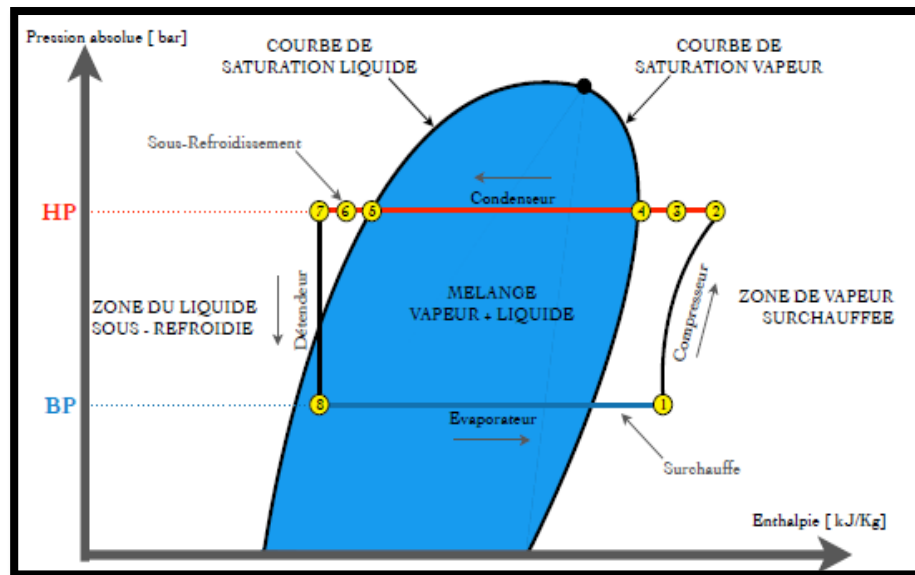 Pression absolue [ bar]
COURBE DE
SATURATION LIQUIDE
COURBE DE
SATURATION VAPEUR
Sous-Refroidissement
HP
7
6
5
Condenseur
4
3
2
ZONE DU LIQUIDE
SOUS - REFROIDIE
Détendeur
MELANGE
VAPEUR + LIQUIDE
Compresseur
ZONE DE VAPEUR
SURCHAUFFEE
BP
8
Evaporateur
1
Surchauffe
Enthalpie [ kJ/Kg]